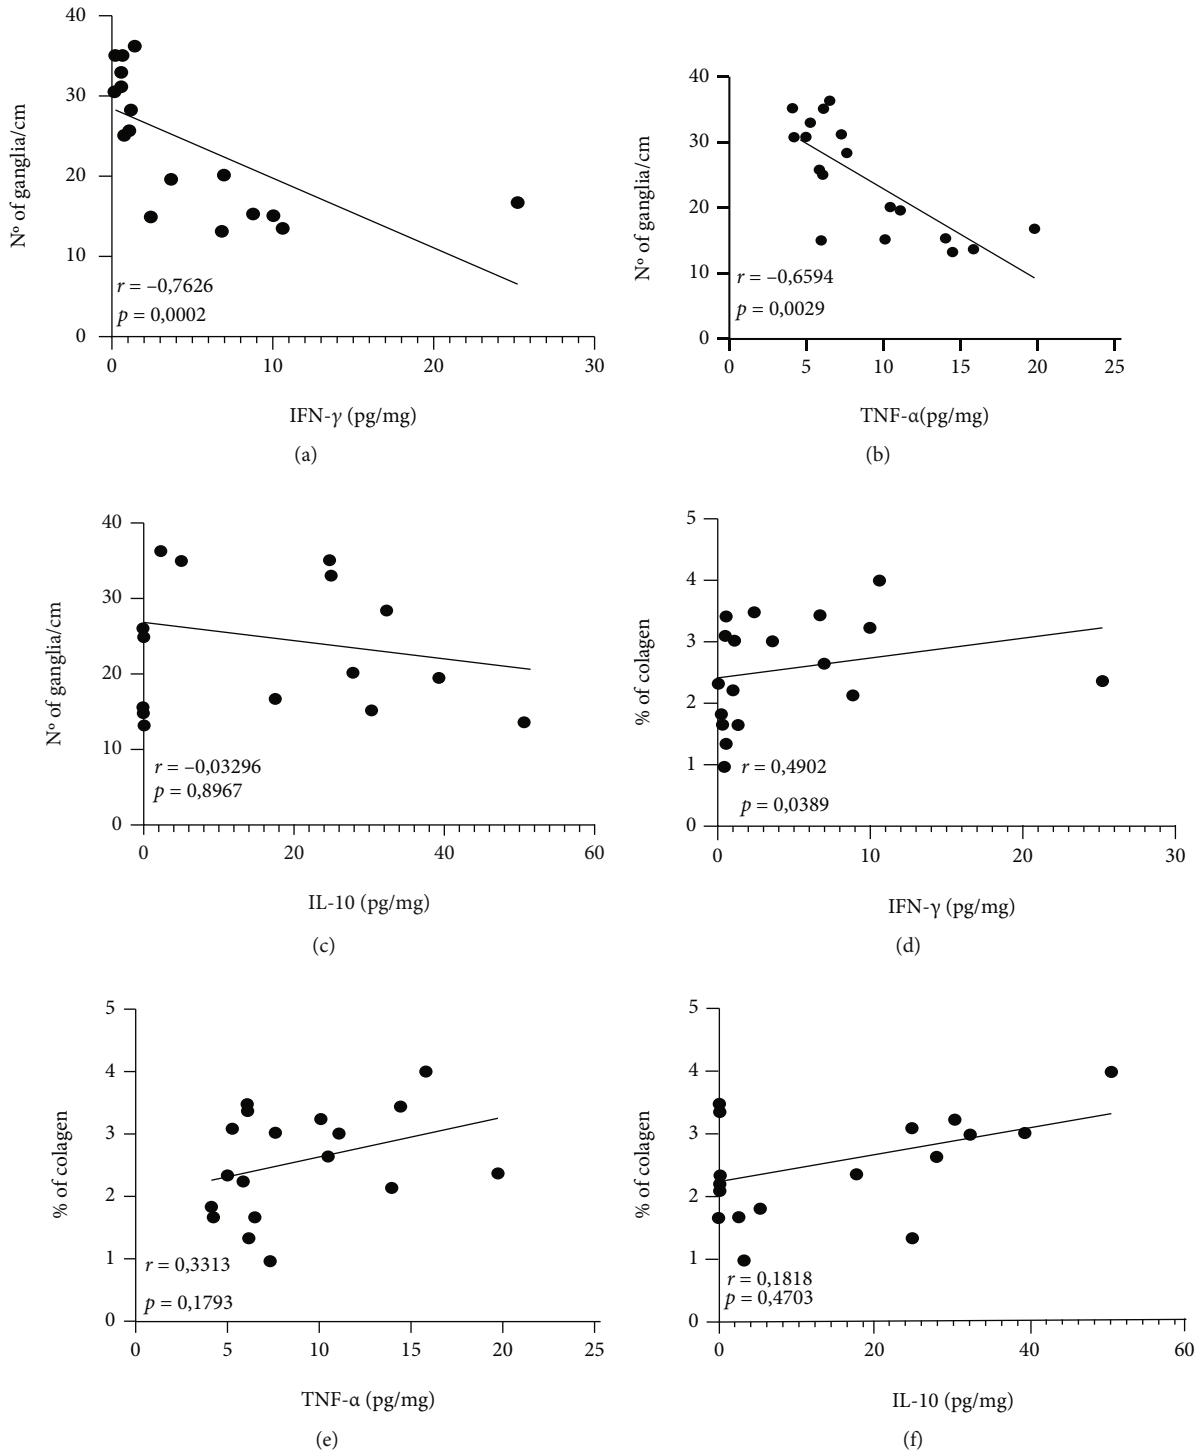 40
30
20
10
0
Nº of ganglia/cm
r = –0,7626
p = 0,0002
0 10 20 30
IFN-γ (pg/mg)
(a)
40
30
20
10
0
Nº of ganglia/cm
r = –0,6594
p = 0,0029
0 5 10 15 20 25
TNF-α(pg/mg)
(b)
40
30
20
10
0
Nº of ganglia/cm
r = –0,03296
p = 0,8967
0 20 40 60
IL-10 (pg/mg)
(c)
5
4
3
2
1
0
% of colagen
r = 0,4902
p = 0,0389
0 10 20 30
IFN-γ (pg/mg)
(d)
5
4
3
2
1
0
% of colagen
r = 0,3313
p = 0,1793
0 5 10 15 20 25
TNF-α (pg/mg)
(e)
5
4
3
2
1
0
% of colagen
r = 0,1818
p = 0,4703
0 20 40 60
IL-10 (pg/mg)
(f)